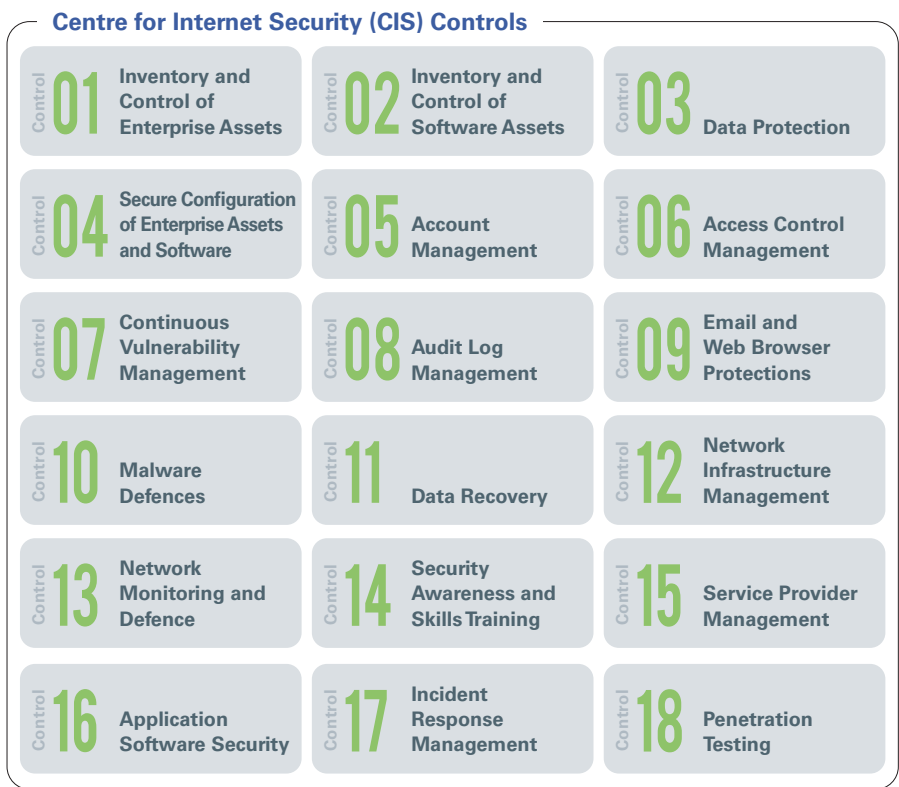 Centre for Internet Security (CIS) Controls
Control
01
Inventory and
Control of
Enterprise Assets
Control
02
Inventory and
Control of
Software Assets
Control
03
Data Protection
Control
04
Secure Configuration
of Enterprise Assets
and Software
Control
05
Account
Management
Control
06
Access Control
Management
Control
07
Continuous
Vulnerability
Management
Control
08
Audit Log
Management
Control
09
Email and
Web Browser
Protections
Control
10
Malware
Defences
Control
11
Data Recovery
Control
12
Network
Infrastructure
Management
Control
13
Network
Monitoring and
Defence
Control
14
Security
Awareness and
Skills Training
Control
15
Service Provider
Management
Control
16
Application
Software Security
Control
17
Incident
Response
Management
Control
18
Penetration
Testing